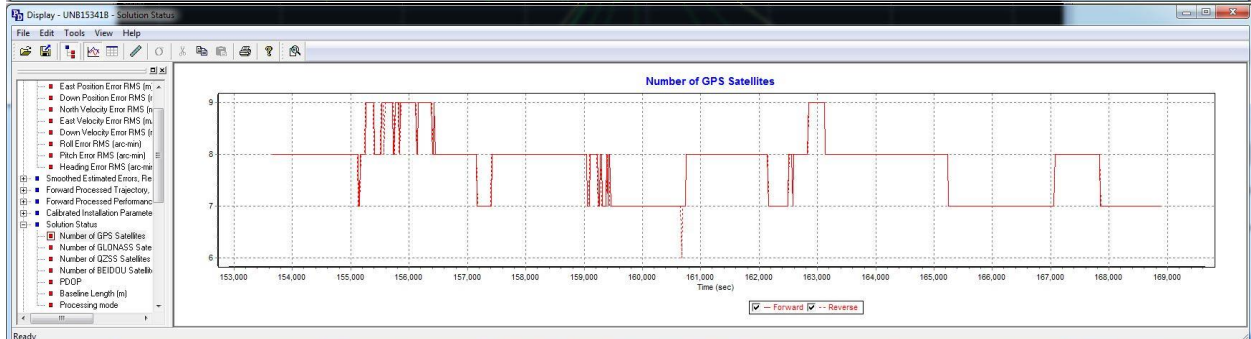 Display - UNB15341B - Solution Status
File Edit Tools View Help
East Position Error RMS (m
Down Position Error RMS (
North Velocity Error RMS (
East Velocity Error RMS (m
Down Velocity Error RMS (
Roll Error RMS (arc-min)
Pitch Error RMS (arc-min)
Heading Error RMS (arc-min
Smoothed Estimated Errors, Re
Forward Processed Trajectory,
Forward Processed Performanc
Calibrated Installation Paramete
Solution Status
Number of GPS Satellites
Number of GLONASS Sate
Number of QZSS Satellites
Number of BEIDOU Satellit
PDOP
Baseline Length (m)
Processing mode
Number of GPS Satellites
9
8
7
6
153,000 154,000 155,000 156,000 157,000 158,000 159,000 160,000 161,000 162,000 163,000 164,000 165,000 166,000 167,000 168,000 169,000
Time (sec)
Forward Reverse
Ready